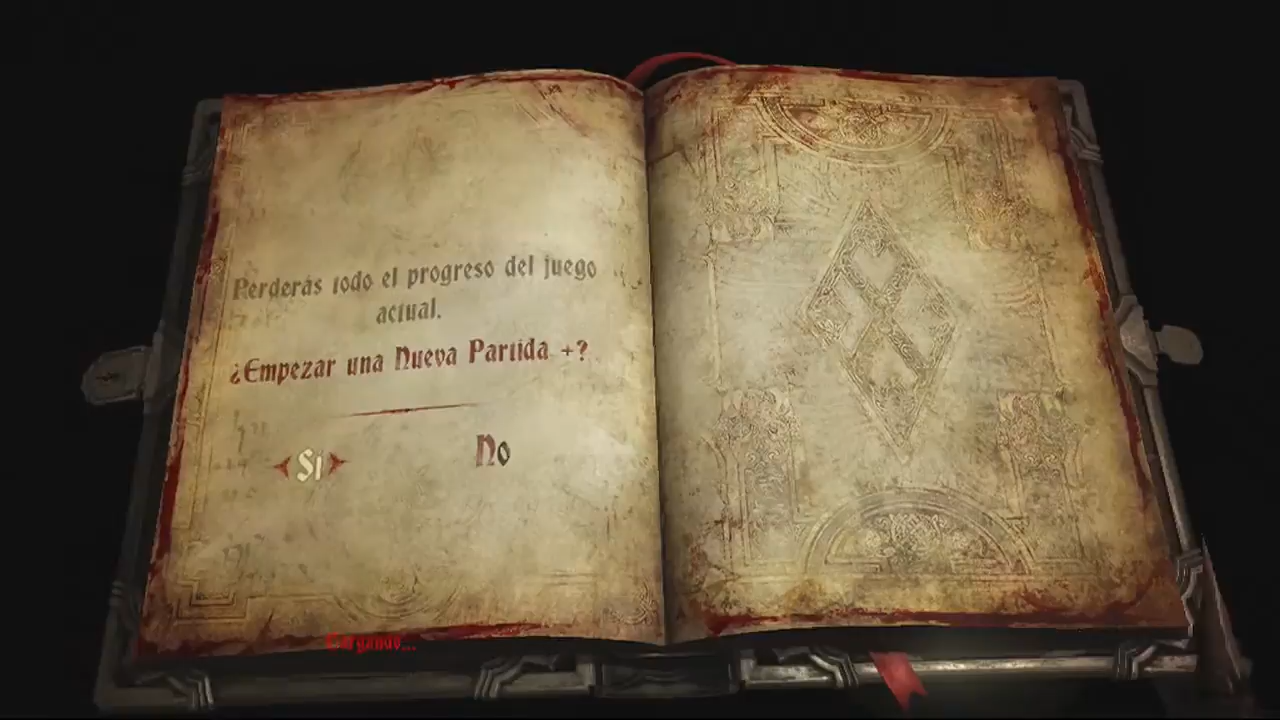 Perderás todo el progreso del juego
actual.
¿Empezar una Nueva Partida +?
Sí No
Cargando...